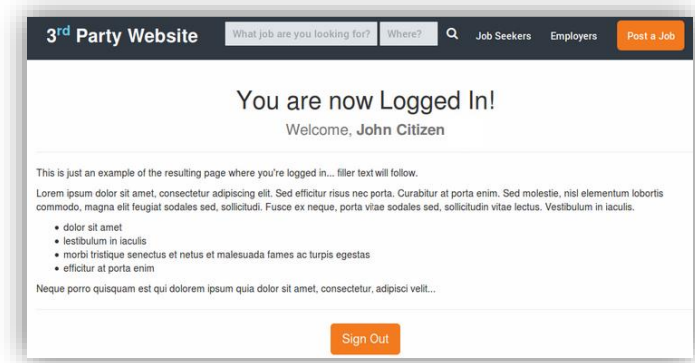 3rd Party Website
What job are you looking for? Where? Job Seekers Employers Post a Job
You are now Logged In!
Welcome, John Citizen
This is just an example of the resulting page where you're logged in... filler text will follow.
Lorem ipsum dolor sit amet, consectetur adipiscing elit. Sed efficitur risus nec porta. Curabitur at porta enim. Sed molestie, nisl elementum lobortis
commodo, magna elit feugiat sodales sed, sollicitudi. Fusce ex neque, porta vitae sodales sed, sollicitudin vitae lectus. Vestibulum in iaculis.
• dolor sit amet
• lestibulum in iaculis
• morbi tristique senectus et netus et malesuada fames ac turpis egestas
• efficitur at porta enim
Neque porro quisquam est qui dolorem ipsum quia dolor sit amet, consectetur, adipisci velit...
Sign Out